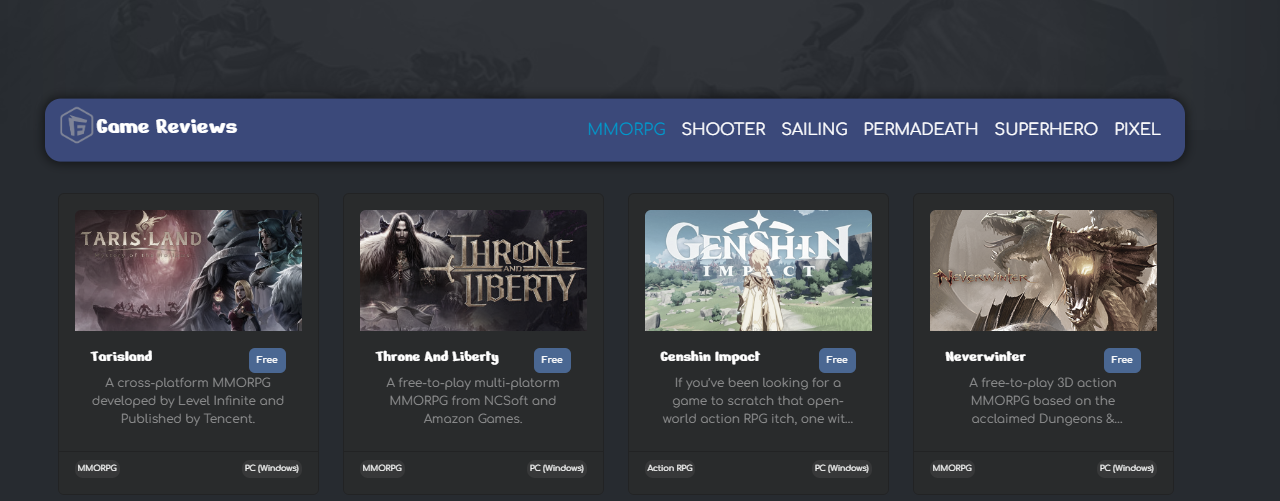 Game Reviews
MMORPG SHOOTER SAILING PERMADEATH SUPERHERO PIXEL
TARISLAND
THRONE
AND
LIBERTY
GENSHIN
IMPACT
NEVERWINTER
Tarisland Free
A cross-platform MMORPG
developed by Level Infinite and
Published by Tencent.
MMORPG PC (Windows)
Throne And Liberty Free
A free-to-play multi-platorm
MMORPG from NCSoft and
Amazon Games.
MMORPG PC (Windows)
Genshin Impact Free
If you’ve been looking for a
game to scratch that open-
world action RPG itch, one wit...
Action RPG PC (Windows)
Neverwinter Free
A free-to-play 3D action
MMORPG based on the
acclaimed Dungeons &...
MMORPG PC (Windows)